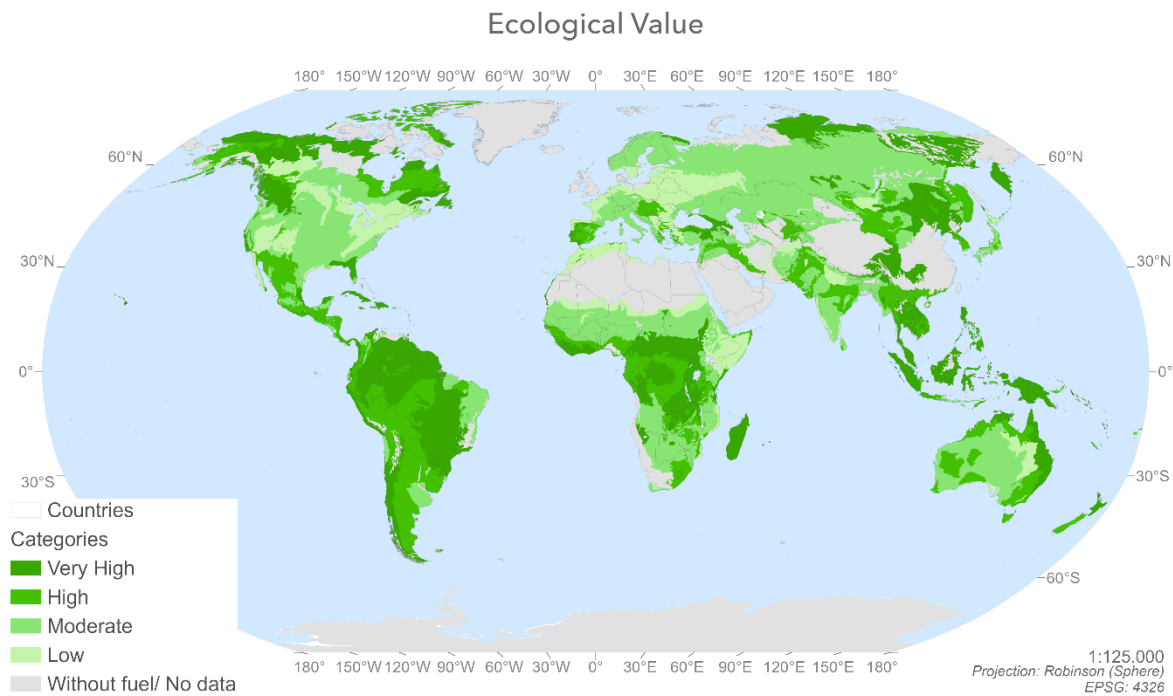 Ecological Value
180° 150°W 120°W 90°W 60°W 30°W 0° 30°E 60°E 90°E 120°E 150°E 180°
60°N 60°N
30°N 30°N
0° 0°
30°S 30°S
60°S
Countries
Categories
Very High
High
Moderate
Low
Without fuel/ No data
180° 150°W 120°W 90°W 60°W 30°W 0° 30°E 60°E 90°E 120°E 150°E 180°
1:125.000
Projection: Robinson (Sphere)
EPSG: 4326